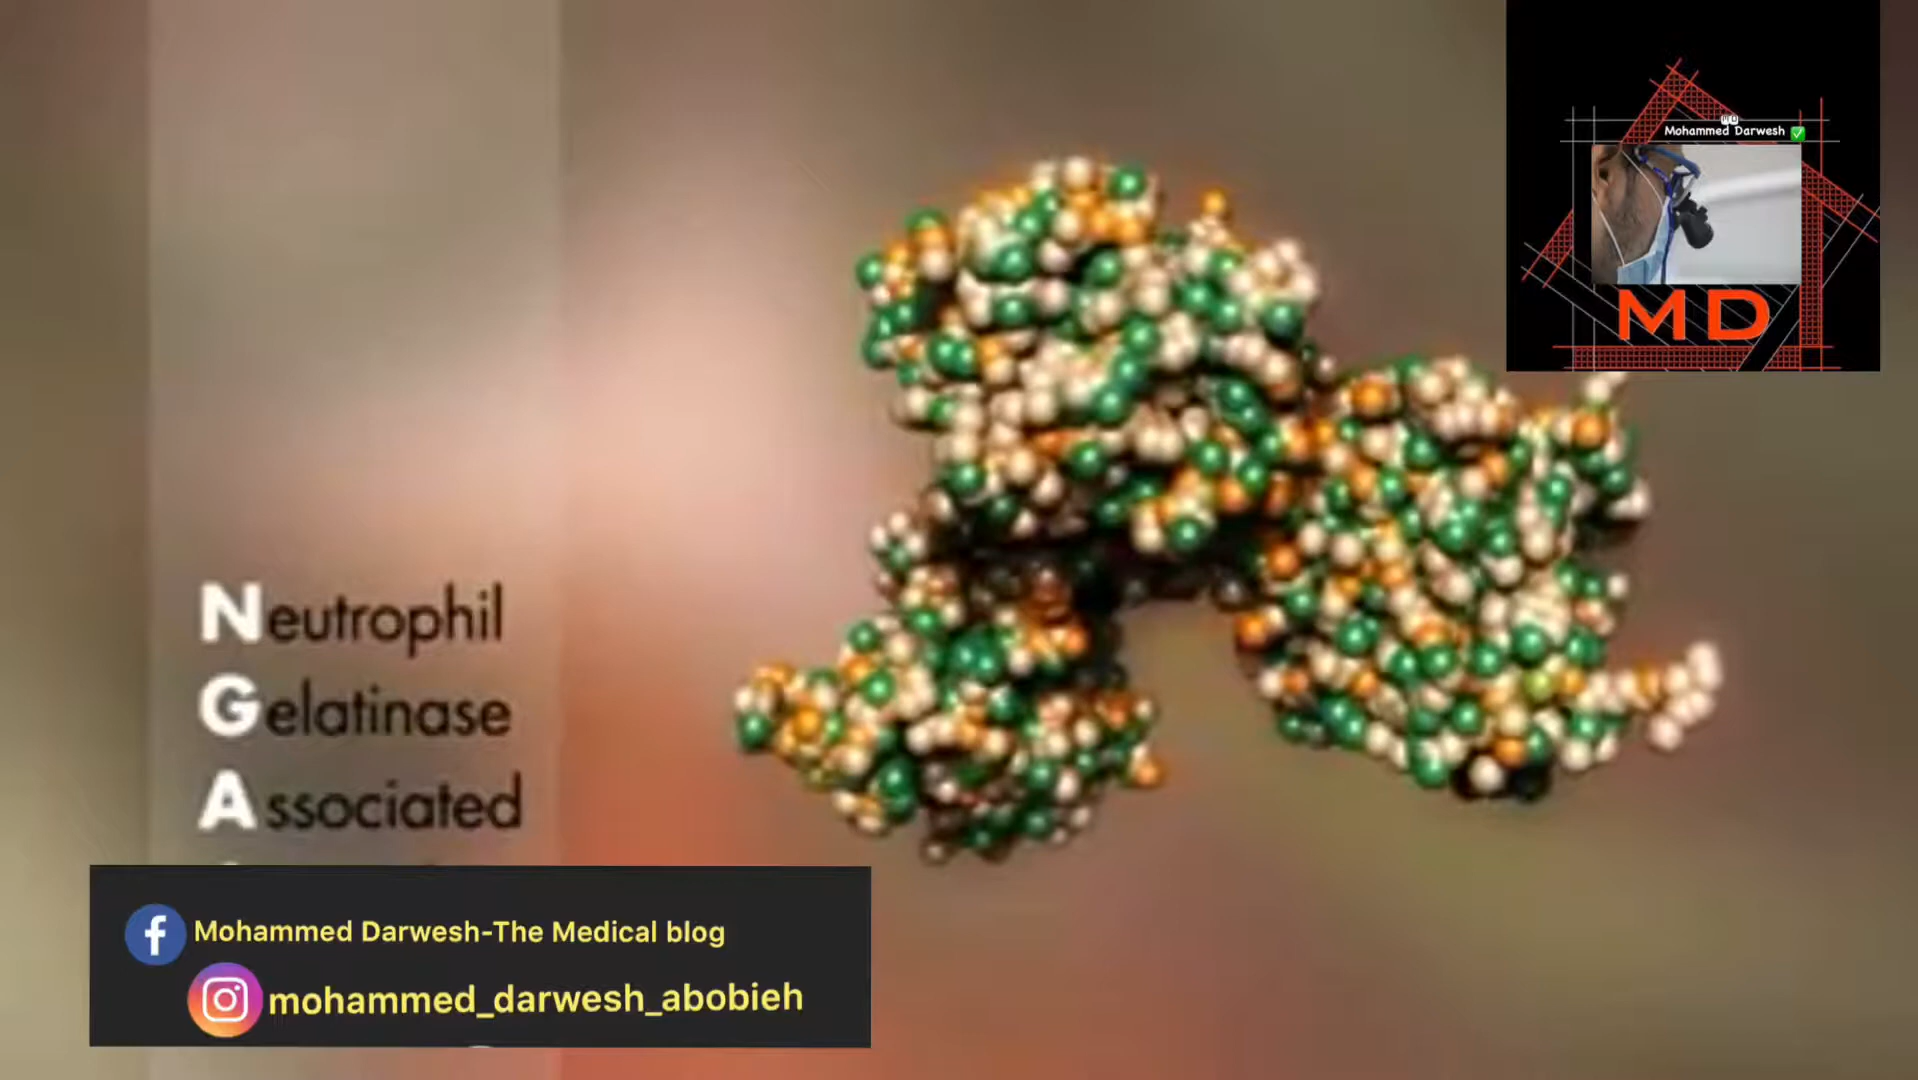 Mohammed Darwesh
MD
Neutrophil
Gelatinase
Associated
Mohammed Darwesh-The Medical blog
mohammed_darwesh_abobieh